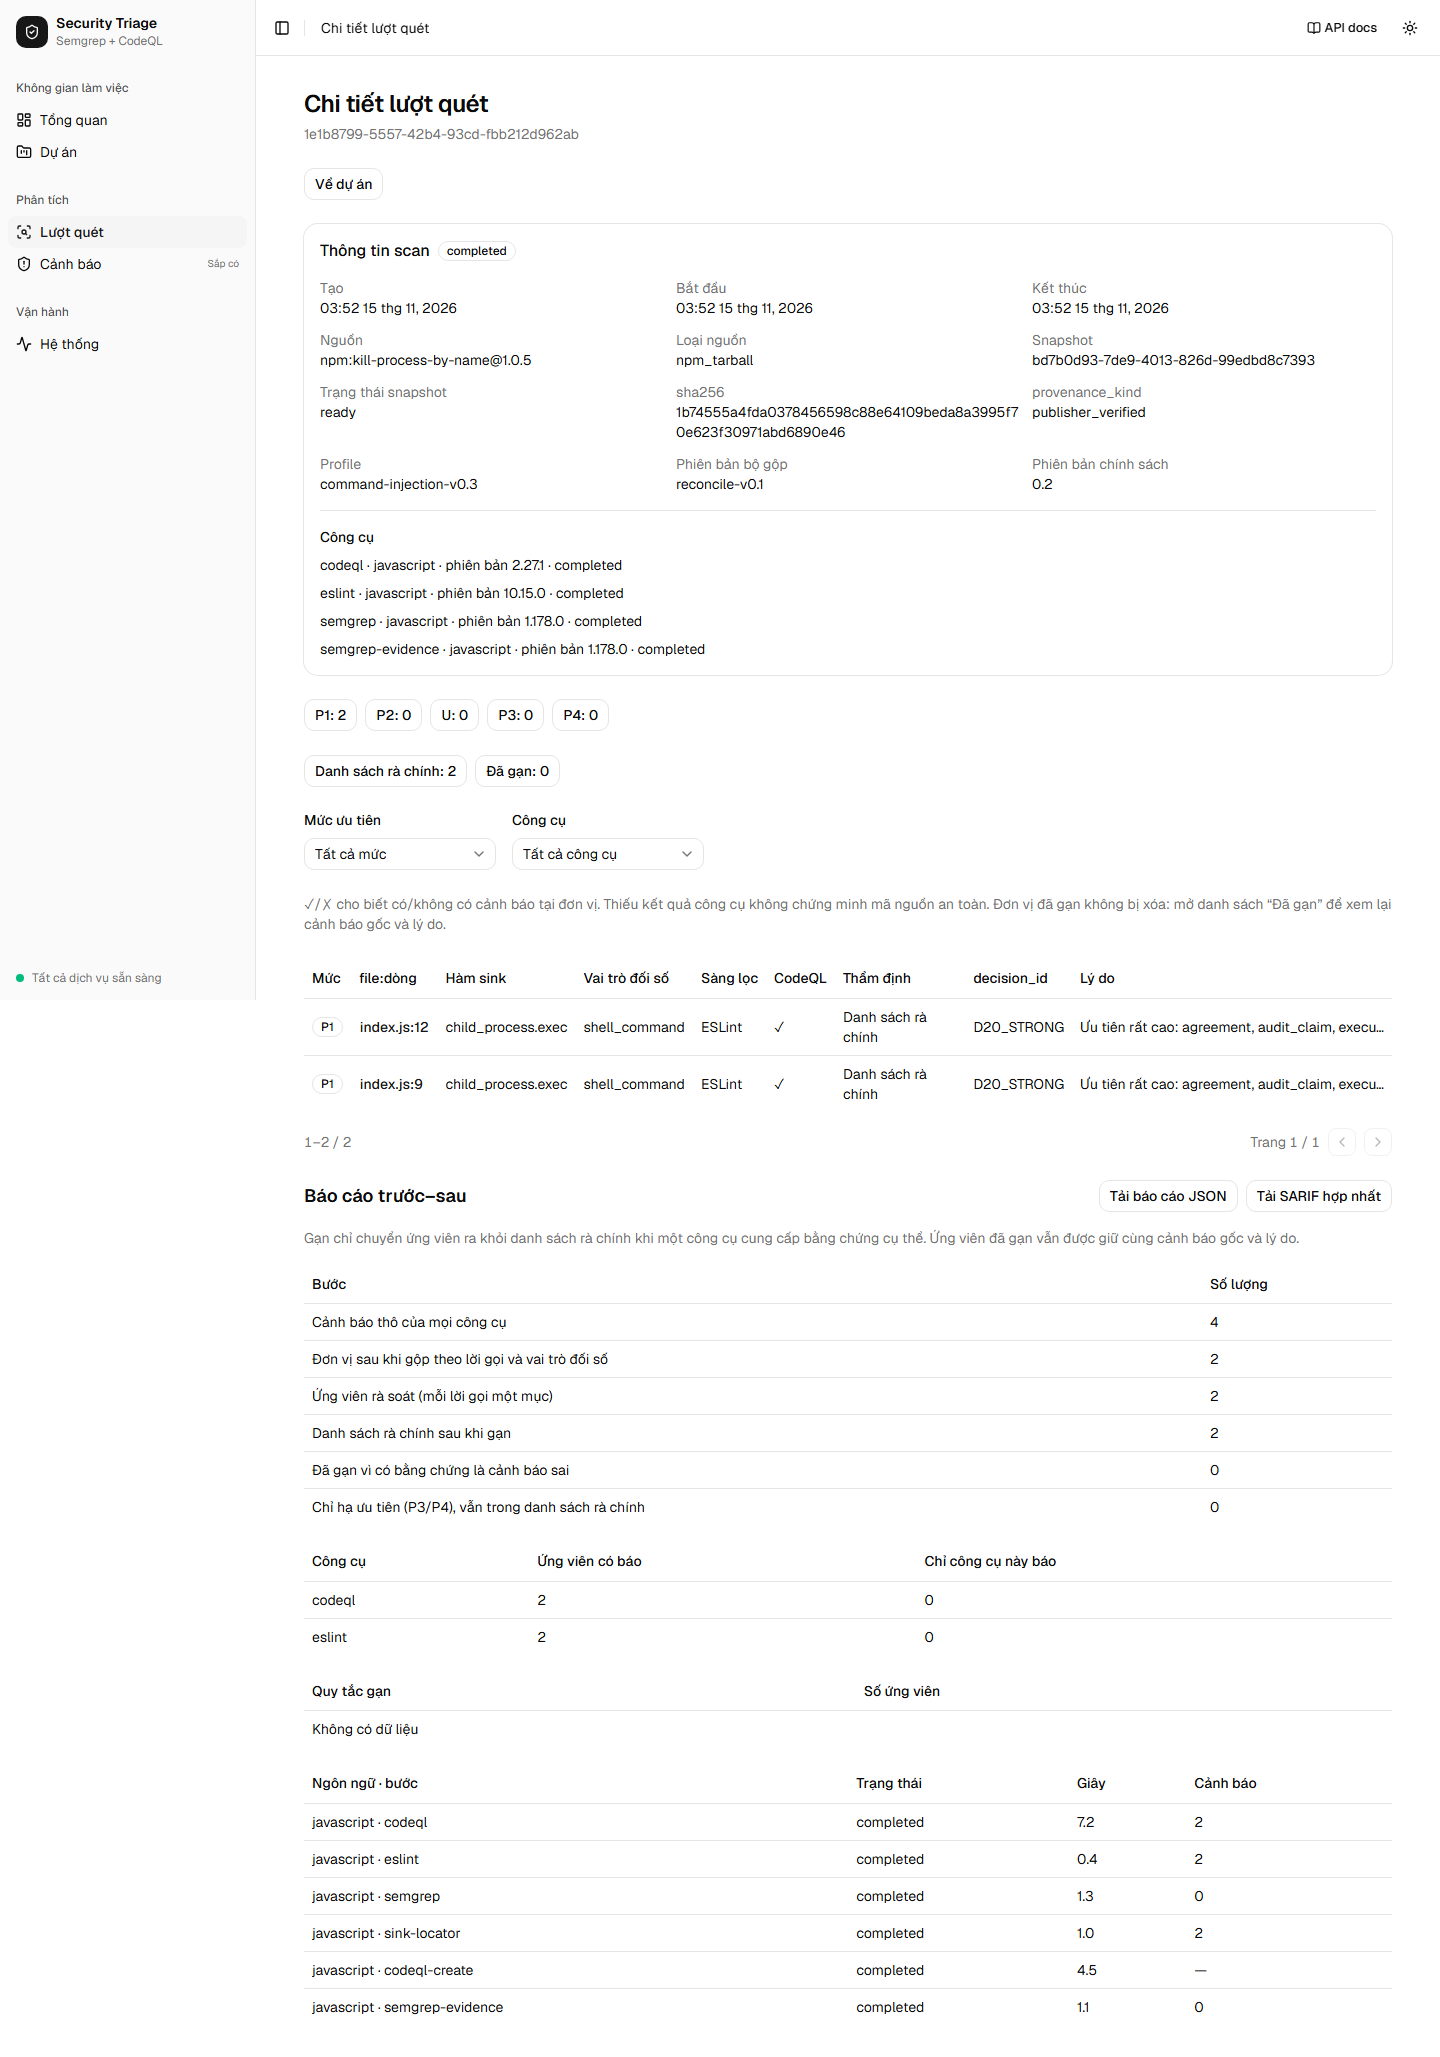 Security Triage
Semgrep + CodeQL
Không gian làm việc
Tổng quan
Dự án
Phân tích
Lượt quét
Cảnh báo
Sắp có
Vận hành
Hệ thống
Tất cả dịch vụ sẵn sàng
Chi tiết lượt quét
API docs
Chi tiết lượt quét
1e1b8799-5557-42b4-93cd-fbb212d962ab
Về dự án
Thông tin scan completed
Tạo Bắt đầu Kết thúc
03:52 15 thg 11, 2026 03:52 15 thg 11, 2026 03:52 15 thg 11, 2026
Nguồn Loại nguồn Snapshot
npm:kill-process-by-name@1.0.5 npm_tarball bd7b0d93-7de9-4013-826d-99edbd8c7393
Trạng thái snapshot sha256 provenance_kind
ready 1b74555a4fda0378456598c88e64109beda8a3995f7 publisher_verified
0e623f30971abd6890e46
Profile Phiên bản bộ gộp Phiên bản chính sách
command-injection-v0.3 reconcile-v0.1 0.2
Công cụ
codeql · javascript · phiên bản 2.27.1 · completed
eslint · javascript · phiên bản 10.15.0 · completed
semgrep · javascript · phiên bản 1.178.0 · completed
semgrep-evidence · javascript · phiên bản 1.178.0 · completed
P1: 2 P2: 0 U: 0 P3: 0 P4: 0
Danh sách rà chính: 2 Đã gạn: 0
Mức ưu tiên Công cụ
Tất cả mức Tất cả công cụ
✓/✗ cho biết có/không có cảnh báo tại đơn vị. Thiếu kết quả công cụ không chứng minh mã nguồn an toàn. Đơn vị đã gạn không bị xóa: mở danh sách “Đã gạn” để xem lại
cảnh báo gốc và lý do.
Mức file:dòng Hàm sink Vai trò đối số Sàng lọc CodeQL Thẩm định decision_id Lý do
P1 index.js:12 child_process.exec shell_command ESLint ✓ Danh sách rà chính D20_STRONG Ưu tiên rất cao: agreement, audit_claim, execu…
P1 index.js:9 child_process.exec shell_command ESLint ✓ Danh sách rà chính D20_STRONG Ưu tiên rất cao: agreement, audit_claim, execu…
1–2 / 2 Trang 1 / 1
Báo cáo trước–sau Tải báo cáo JSON Tải SARIF hợp nhất
Gạn chỉ chuyển ứng viên ra khỏi danh sách rà chính khi một công cụ cung cấp bằng chứng cụ thể. Ứng viên đã gạn vẫn được giữ cùng cảnh báo gốc và lý do.
Bước Số lượng
Cảnh báo thô của mọi công cụ 4
Đơn vị sau khi gộp theo lời gọi và vai trò đối số 2
Ứng viên rà soát (mỗi lời gọi một mục) 2
Danh sách rà chính sau khi gạn 2
Đã gạn vì có bằng chứng là cảnh báo sai 0
Chỉ hạ ưu tiên (P3/P4), vẫn trong danh sách rà chính 0
Công cụ Ứng viên có báo Chỉ công cụ này báo
codeql 2 0
eslint 2 0
Quy tắc gạn Số ứng viên
Không có dữ liệu
Ngôn ngữ · bước Trạng thái Giây Cảnh báo
javascript · codeql completed 7.2 2
javascript · eslint completed 0.4 2
javascript · semgrep completed 1.3 0
javascript · sink-locator completed 1.0 2
javascript · codeql-create completed 4.5 —
javascript · semgrep-evidence completed 1.1 0